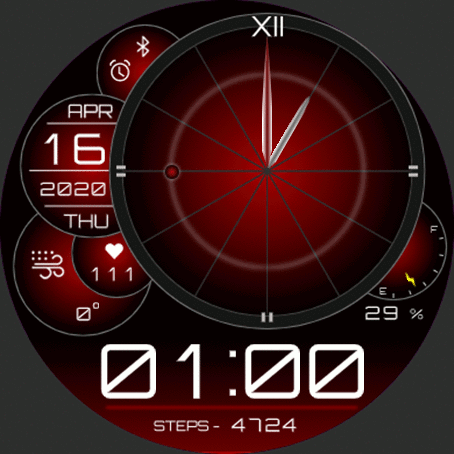 XII
APR
16
2020
THU
111
0°
F
E
29 %
01:00
STEPS- 4724